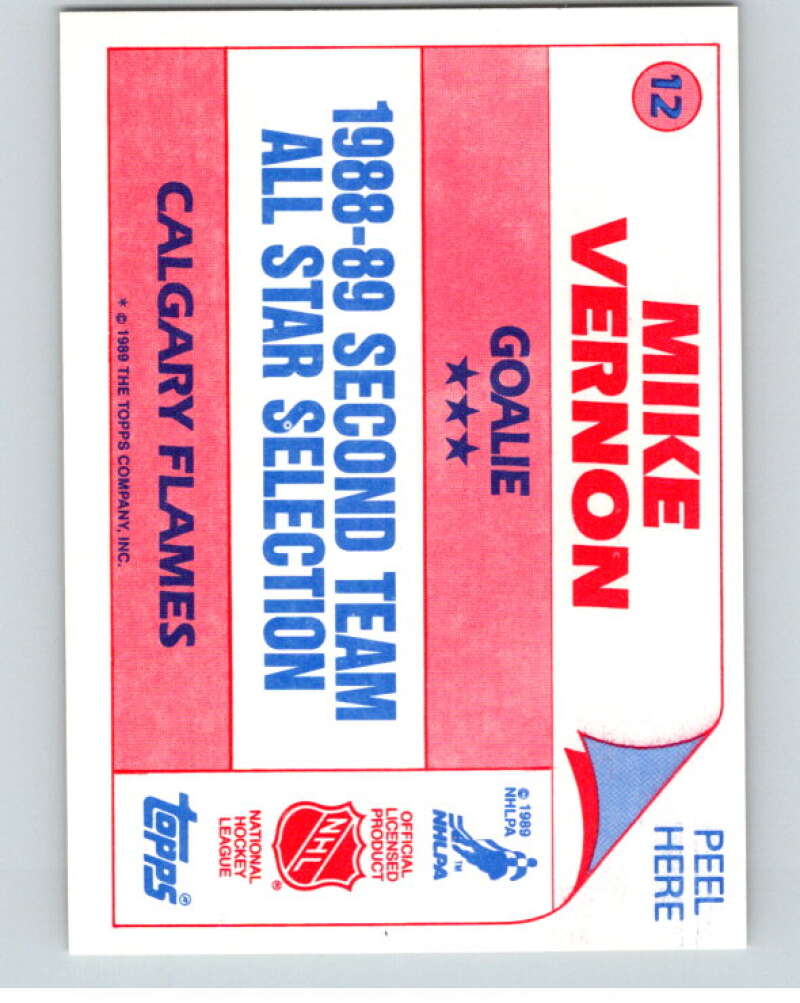 12
MIKE
VERNON
GOALIE
★★★
1988-89 SECOND TEAM
ALL STAR SELECTION
CALGARY FLAMES
* © 1989 THE TOPPS COMPANY, INC.
PEEL
HERE
© 1989
NHLPA
NHLPA™
OFFICIAL
LICENSED
PRODUCT
NHL®
NATIONAL
HOCKEY
LEAGUE
topps®